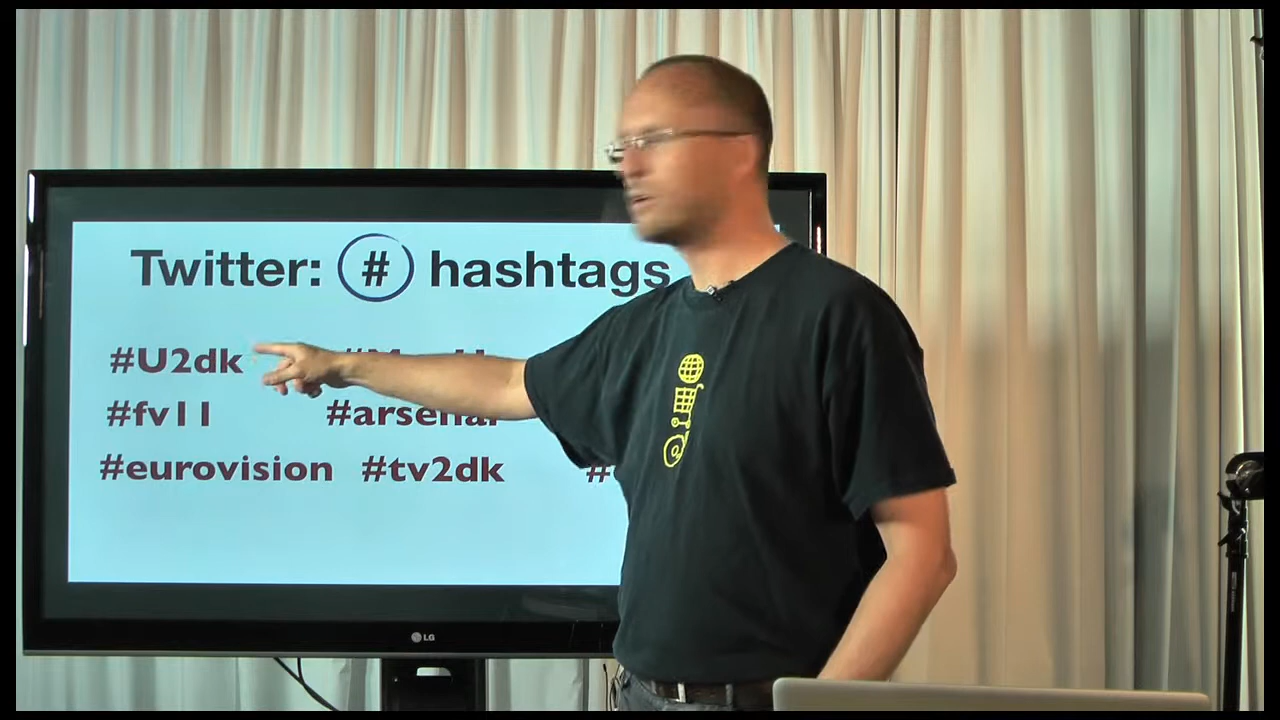 Twitter: # hashtags
#U2dk
#fv11 #arsenal
#eurovision #tv2dk
LG